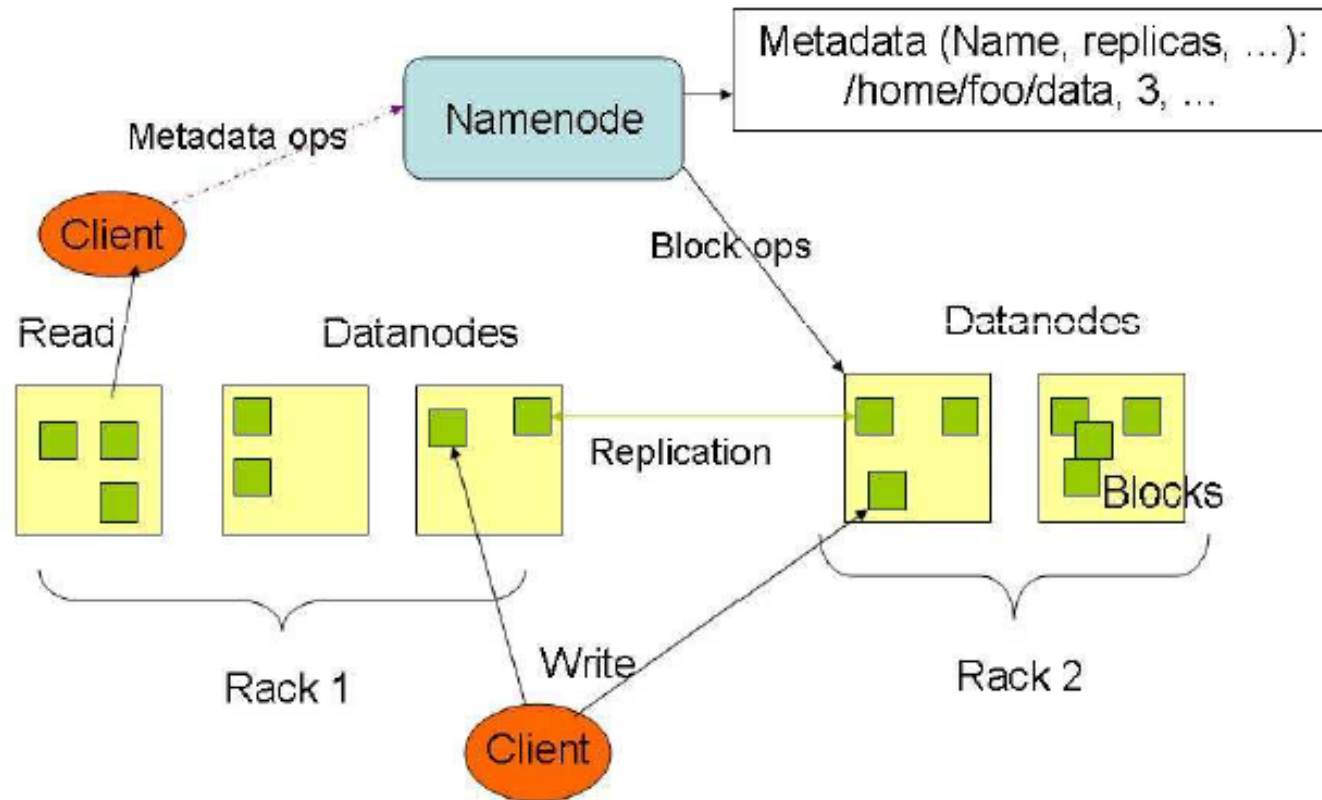 Metadata (Name, replicas, ...):
/home/foo/data, 3, ...
Namenode
Metadata ops
Client
Block ops
Read
Datanodes
Datanodes
Replication
Blocks
Rack 1
Write
Rack 2
Client